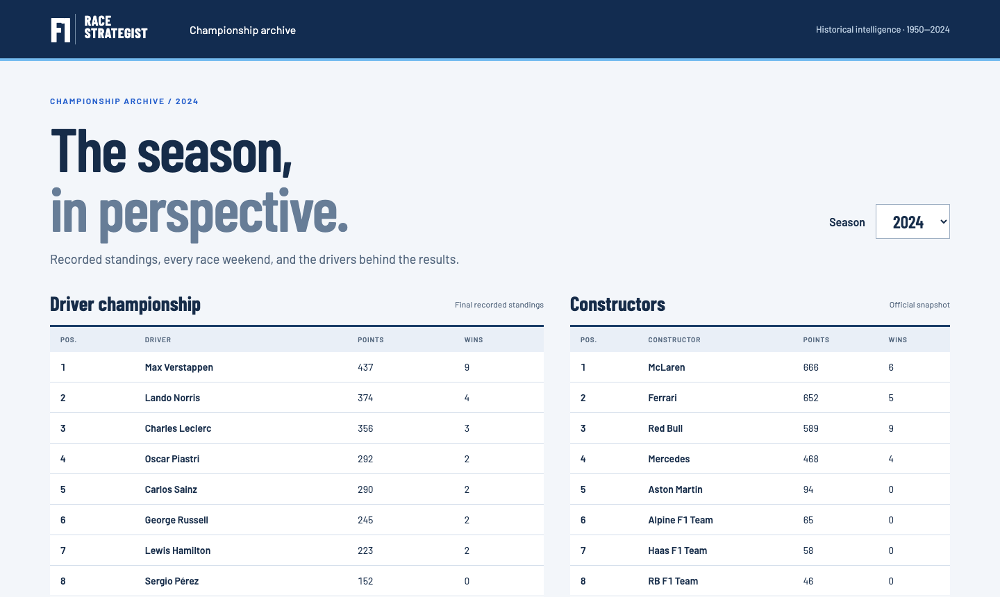 F1 RACE
STRATEGIST
Championship archive
Historical intelligence · 1950—2024
CHAMPIONSHIP ARCHIVE / 2024
The season,
in perspective.
Season 2024
Recorded standings, every race weekend, and the drivers behind the results.
Driver championship
Final recorded standings
POS. DRIVER POINTS WINS
1 Max Verstappen 437 9
2 Lando Norris 374 4
3 Charles Leclerc 356 3
4 Oscar Piastri 292 2
5 Carlos Sainz 290 2
6 George Russell 245 2
7 Lewis Hamilton 223 2
8 Sergio Pérez 152 0
Constructors
Official snapshot
POS. CONSTRUCTOR POINTS WINS
1 McLaren 666 6
2 Ferrari 652 5
3 Red Bull 589 9
4 Mercedes 468 4
5 Aston Martin 94 0
6 Alpine F1 Team 65 0
7 Haas F1 Team 58 0
8 RB F1 Team 46 0